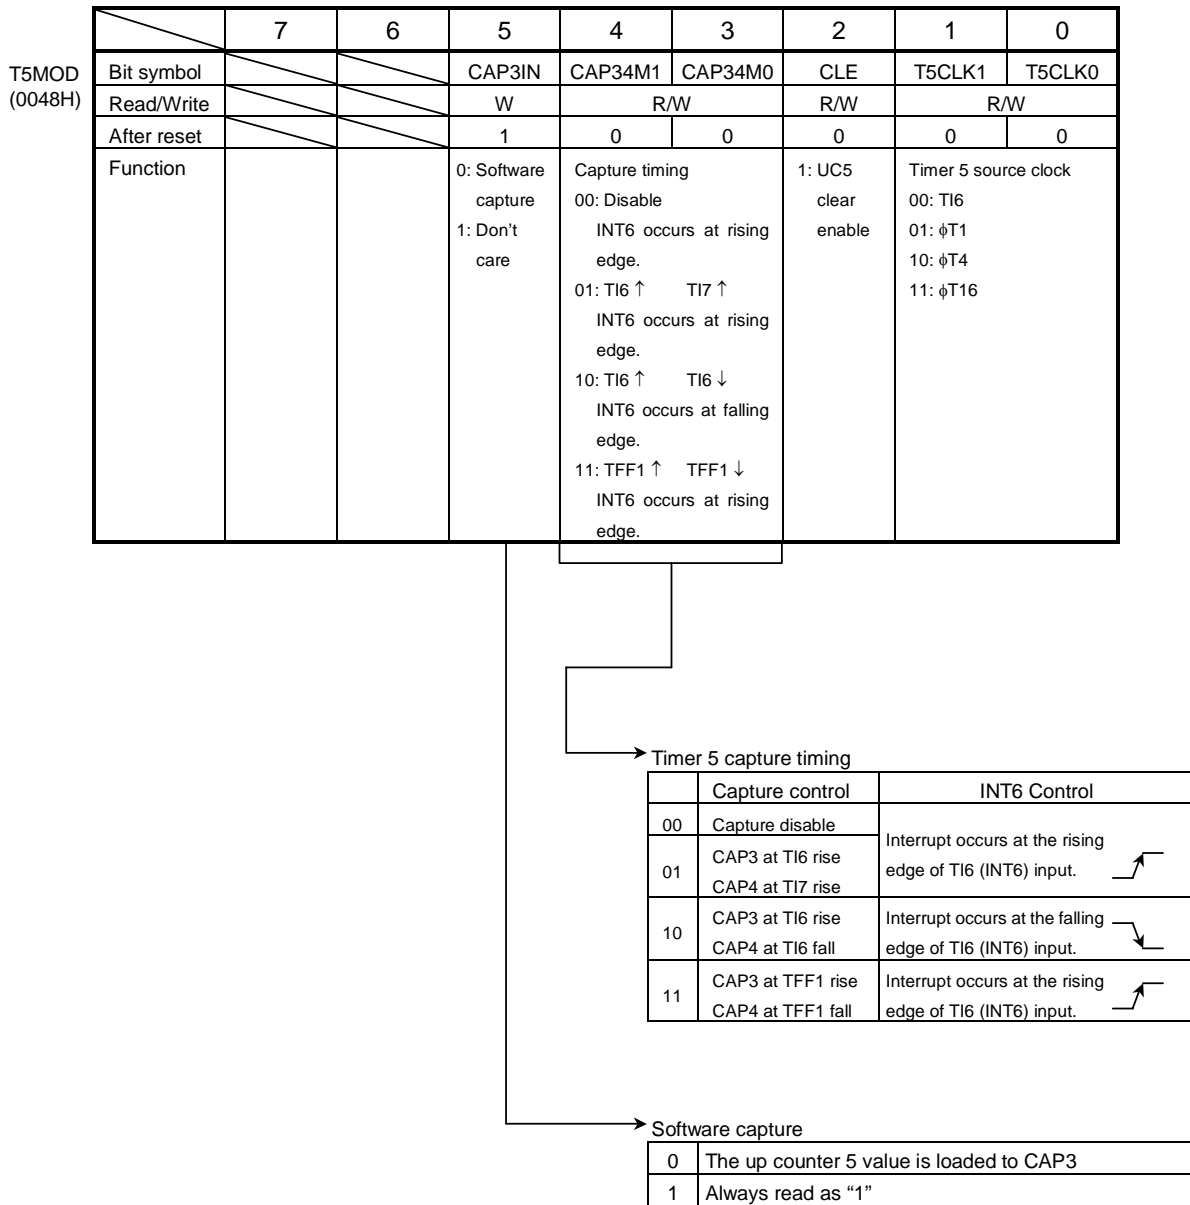 7 6 5 4 3 2 1 0
T5MOD
(0048H)
Bit symbol CAP3IN CAP34M1 CAP34M0 CLE T5CLK1 T5CLK0
Read/Write W R/W R/W R/W
After reset 1 0 0 0 0 0
Function
0: Software
capture
1: Don't
care
Capture timing
00: Disable
INT6 occurs at rising
edge.
01: TI6 ↑ TI7 ↑
INT6 occurs at rising
edge.
10: TI6 ↑ TI6 ↓
INT6 occurs at falling
edge.
11: TFF1 ↑ TFF1 ↓
INT6 occurs at rising
edge.
1: UC5
clear
enable
Timer 5 source clock
00: TI6
01: ϕT1
10: ϕT4
11: ϕT16
Timer 5 capture timing
Capture control INT6 Control
00 Capture disable
01 CAP3 at TI6 rise
CAP4 at TI7 rise
Interrupt occurs at the rising
edge of TI6 (INT6) input.
10 CAP3 at TI6 rise
CAP4 at TI6 fall
Interrupt occurs at the falling
edge of TI6 (INT6) input.
11 CAP3 at TFF1 rise
CAP4 at TFF1 fall
Interrupt occurs at the rising
edge of TI6 (INT6) input.
Software capture
0 The up counter 5 value is loaded to CAP3
1 Always read as “1”